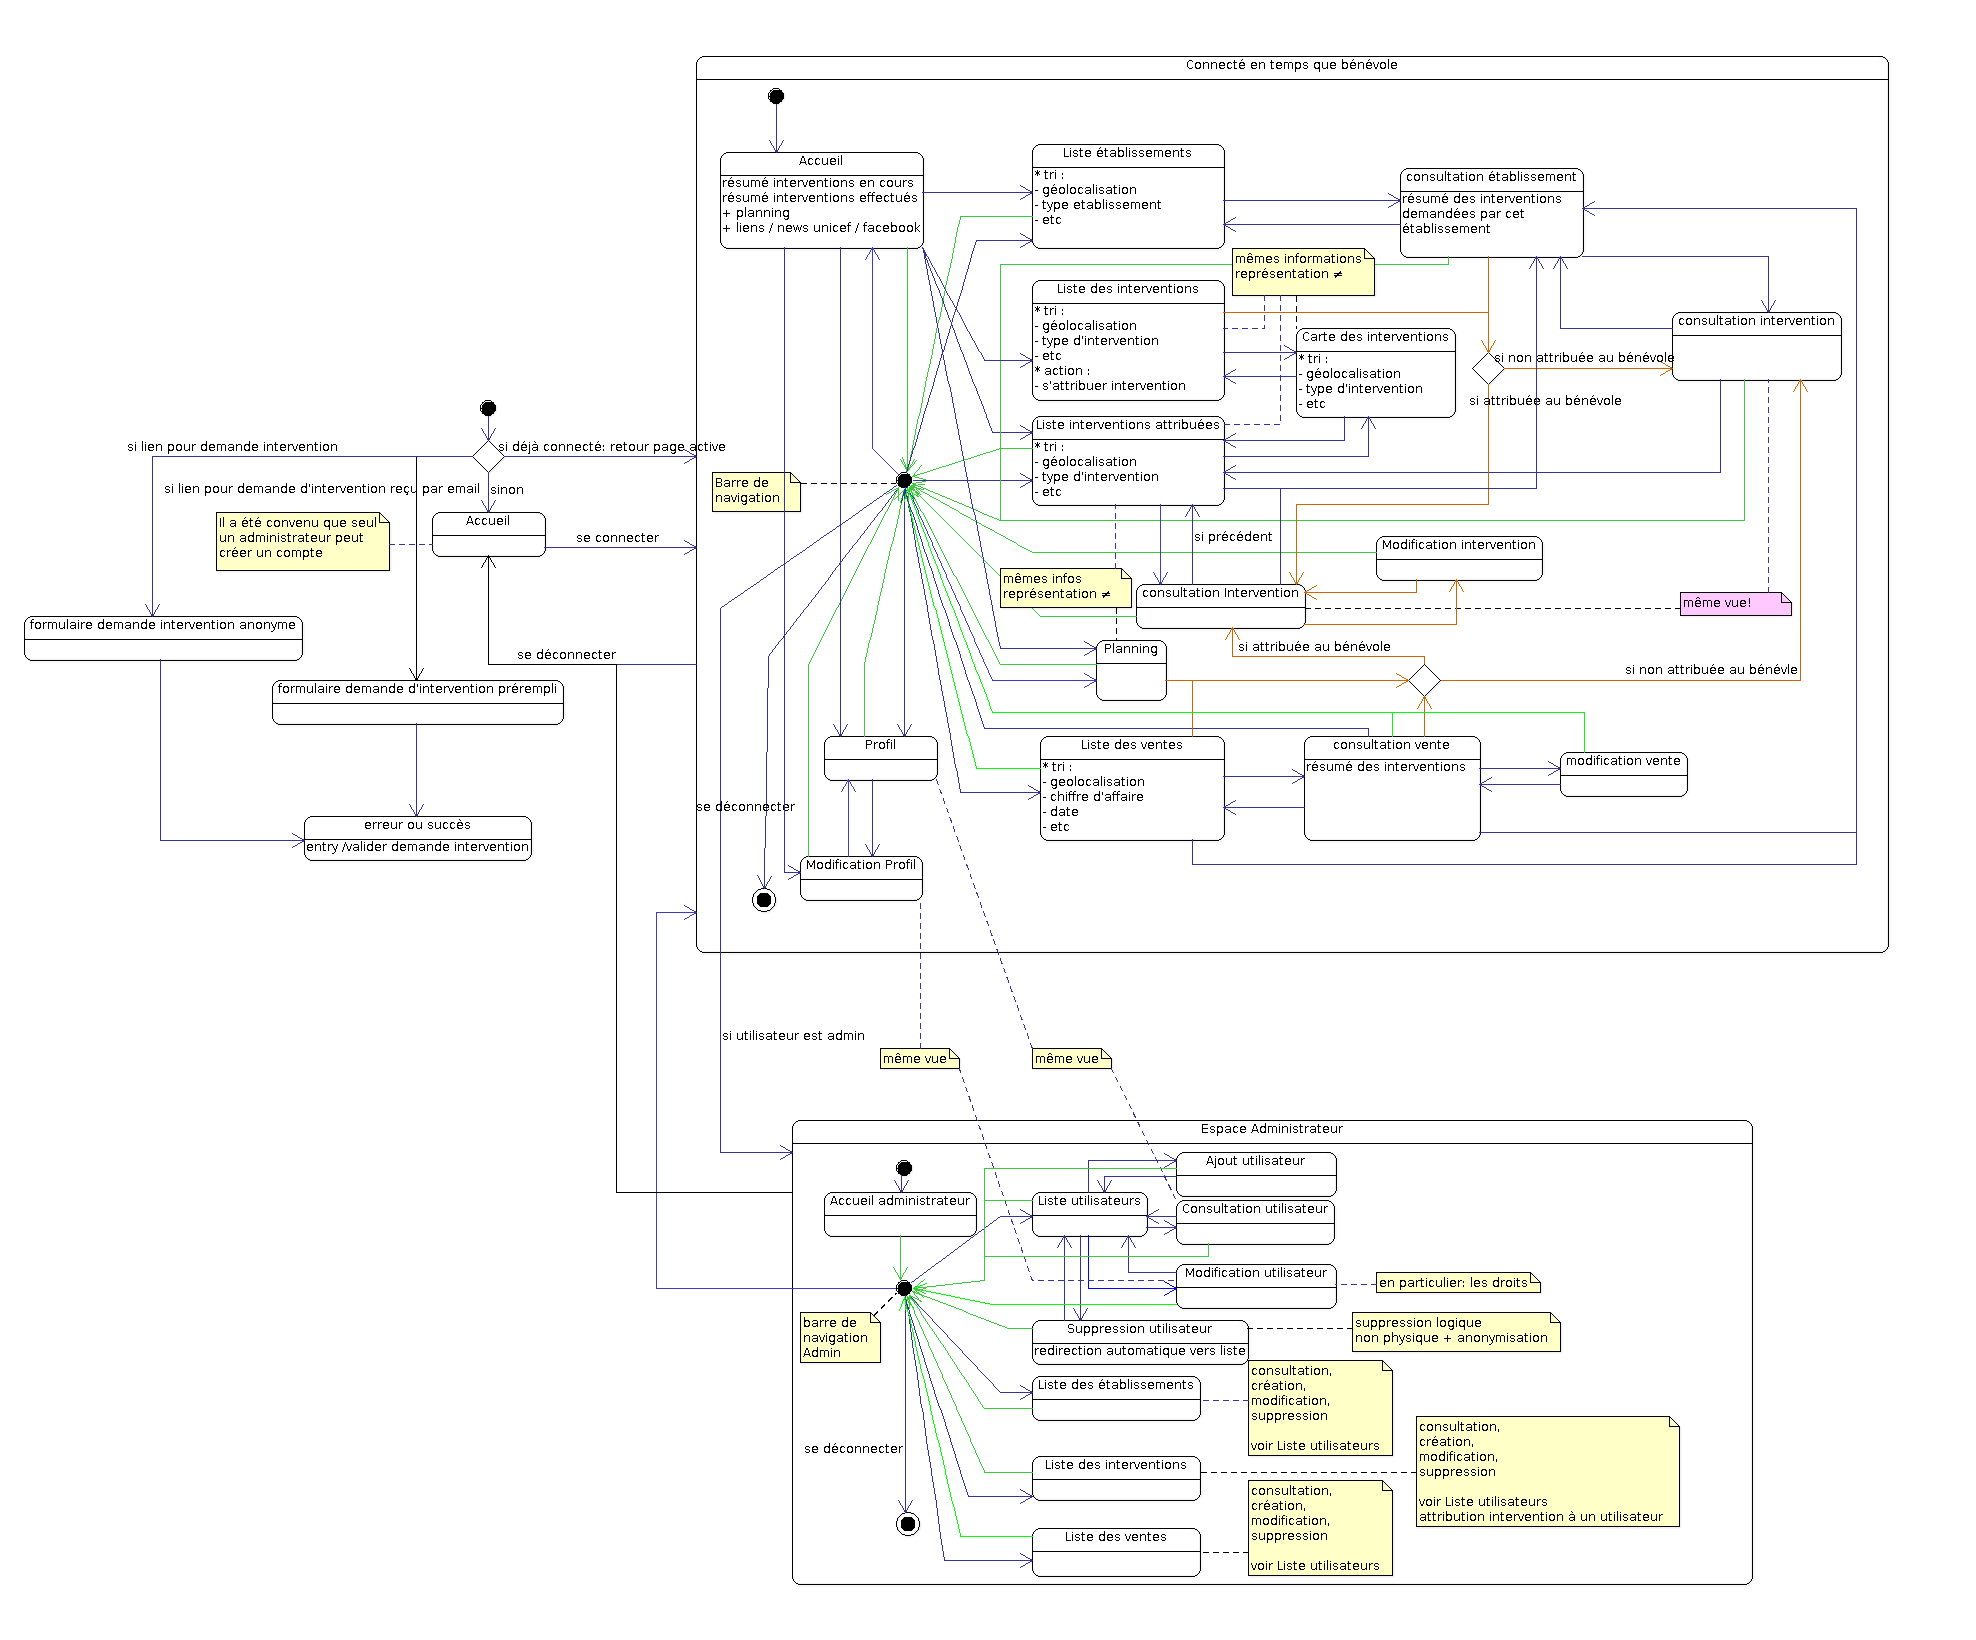 Connecté en temps que bénévole
Accueil
résumé interventions en cours
résumé interventions effectués
+ planning
+ liens / news unicef / facebook
Liste établissements
* tri :
- géolocalisation
- type etablissement
- etc
consultation établissement
résumé des interventions
demandées par cet
établissement
mêmes informations
représentation ≠
Liste des interventions
* tri :
- géolocalisation
- type d'intervention
- etc
* action :
- s'attribuer intervention
Carte des interventions
* tri :
- géolocalisation
- type d'intervention
- etc
consultation intervention
si non attribuée au bénévole
si attribuée au bénévole
Liste interventions attribuées
* tri :
- géolocalisation
- type d'intervention
- etc
si lien pour demande intervention
si déjà connecté: retour page active
si lien pour demande d'intervention reçu par email
sinon
Barre de
navigation
Il a été convenu que seul
un administrateur peut
créer un compte
Accueil
se connecter
si précédent
Modification intervention
mêmes infos
représentation ≠
consultation Intervention
même vue!
formulaire demande intervention anonyme
se déconnecter
Planning
si attribuée au bénévole
si non attribuée au bénévle
formulaire demande d'intervention prérempli
Profil
Liste des ventes
* tri :
- geolocalisation
- chiffre d'affaire
- date
- etc
consultation vente
résumé des interventions
modification vente
se déconnecter
erreur ou succès
entry /valider demande intervention
Modification Profil
si utilisateur est admin
même vue
même vue
Espace Administrateur
Ajout utilisateur
Accueil administrateur
Liste utilisateurs
Consultation utilisateur
Modification utilisateur
en particulier: les droits
barre de
navigation
Admin
Suppression utilisateur
redirection automatique vers liste
suppression logique
non physique + anonymisation
Liste des établissements
consultation,
création,
modification,
suppression
voir Liste utilisateurs
se déconnecter
Liste des interventions
consultation,
création,
modification,
suppression
voir Liste utilisateurs
attribution intervention à un utilisateur
Liste des ventes
consultation,
création,
modification,
suppression
voir Liste utilisateurs